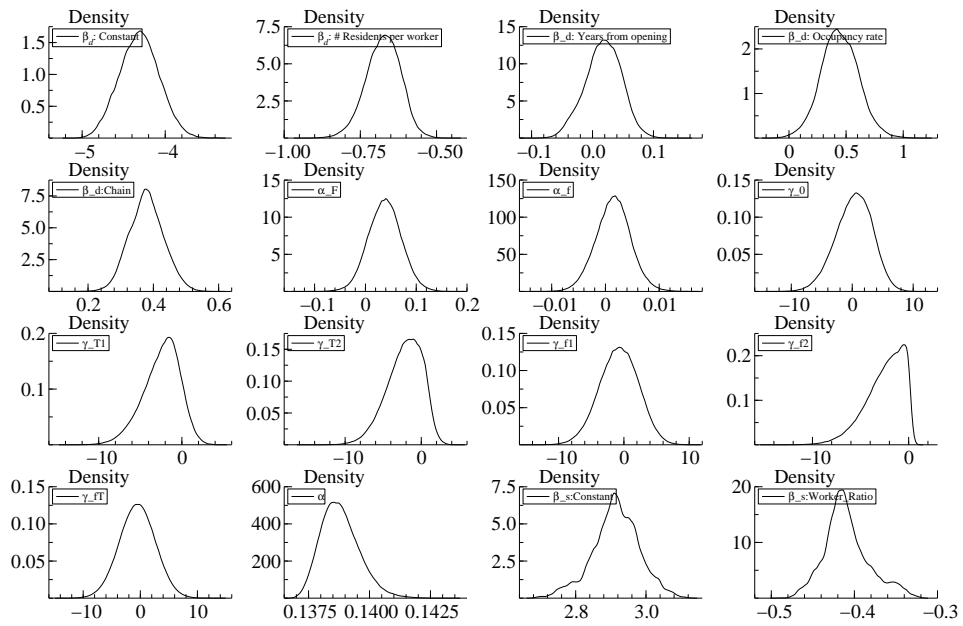 Density Density Density Density
β_d: Constant β_d: # Residents per worker β_d: Years from opening β_d: Occupancy rate
1.5 7.5 15
1.0 5.0 10 2
0.5 2.5 5 1
−5 −4 −1.00 −0.75 −0.50 −0.1 0.0 0.1 0 0.5 1
Density Density Density Density
β_d:Chain α_F α_f γ_0
7.5 15 150 0.15
5.0 10 100 0.10
2.5 5 50 0.05
0.2 0.4 0.6 −0.1 0 0.1 0.2 −0.01 0 0.01 −10 0 10
Density Density Density Density
γ_T1 γ_T2 γ_f1 γ_f2
0.2 0.15 0.15 0.2
0.1 0.10 0.10 0.1
0.05 0.05
−10 0 −10 0 −10 0 10 −10 0
Density Density Density Density
γ_fT α β_s:Constant β_s:Worker_Ratio
0.15 600 7.5 20
0.10 400 5.0 10
0.05 200 2.5
−10 0 10 0.1375 0.1400 0.1425 2.8 3.0 −0.5 −0.4 −0.3